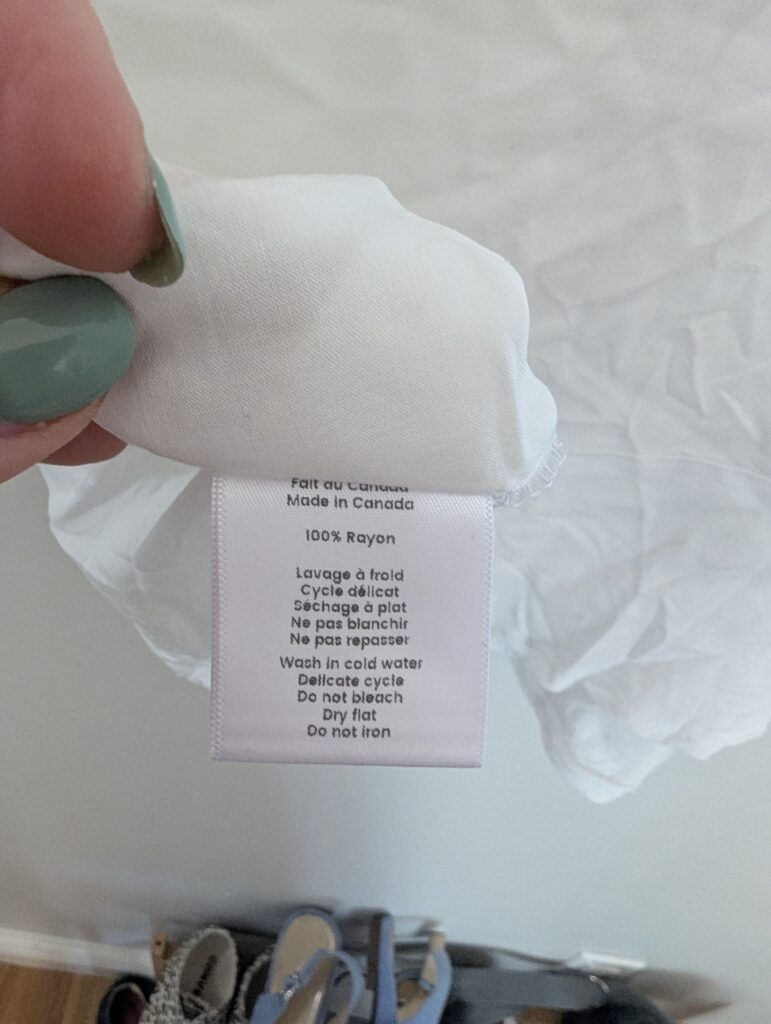 Fait au Canada
Made in Canada
100% Rayon
Lavage à froid
Cycle délicat
Séchage à plat
Ne pas blanchir
Ne pas repasser
Wash in cold water
Delicate cycle
Do not bleach
Dry flat
Do not iron